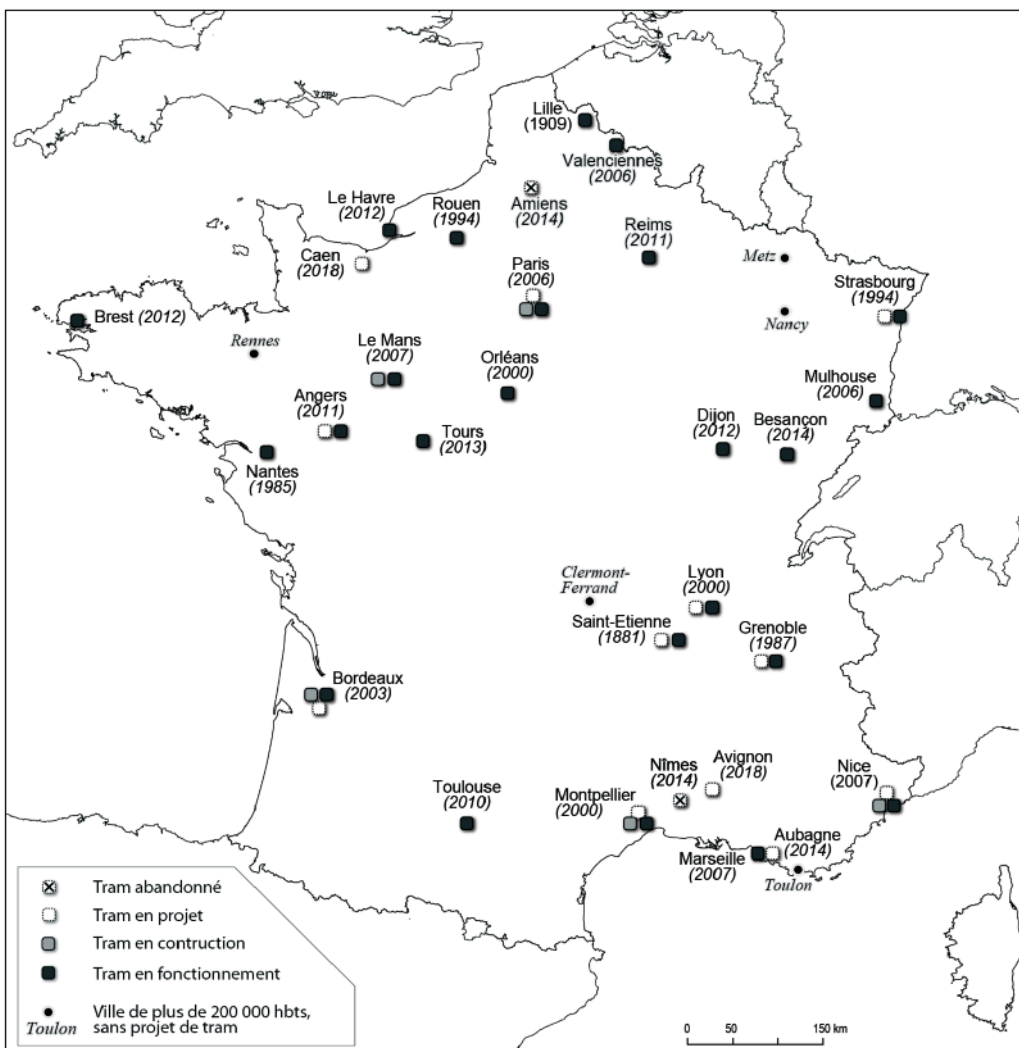 Lille
(1909)
Valenciennes
(2006)
Le Havre
(2012)
Rouen
(1994)
Amiens
(2014)
Reims
(2011)
Caen
(2018)
Paris
(2006)
Metz
Strasbourg
(1994)
Brest (2012)
Rennes
Nancy
Le Mans
(2007)
Orléans
(2000)
Mulhouse
(2006)
Angers
(2011)
Tours
(2013)
Dijon
(2012)
Besançon
(2014)
Nantes
(1985)
Clermont-
Ferrand
Lyon
(2000)
Saint-Etienne
(1881)
Grenoble
(1987)
Bordeaux
(2003)
Toulouse
(2010)
Montpellier
(2000)
Nîmes
(2014)
Avignon
(2018)
Nice
(2007)
Marseille
(2007)
Aubagne
(2014)
Toulon
Tram abandonné
Tram en projet
Tram en contruction
Tram en fonctionnement
Toulon
Ville de plus de 200 000 hbts,
sans projet de tram
0 50 150 km